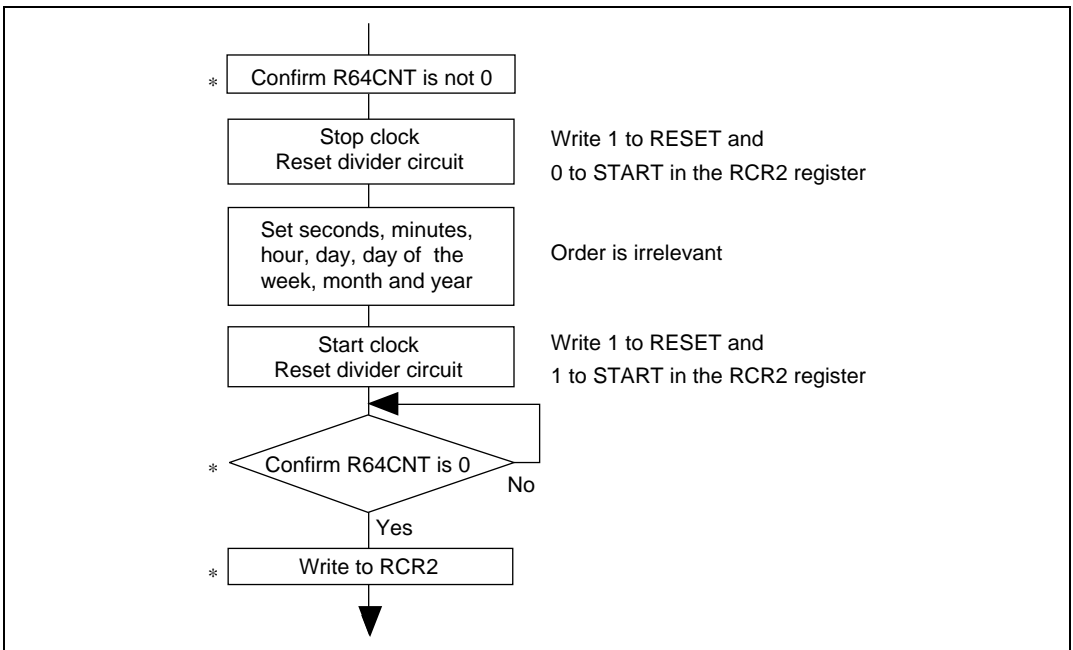 * Confirm R64CNT is not 0
Stop clock
Reset divider circuit
Write 1 to RESET and
0 to START in the RCR2 register
Set seconds, minutes,
hour, day, day of the
week, month and year
Order is irrelevant
Start clock
Reset divider circuit
Write 1 to RESET and
1 to START in the RCR2 register
* Confirm R64CNT is 0
No
Yes
* Write to RCR2